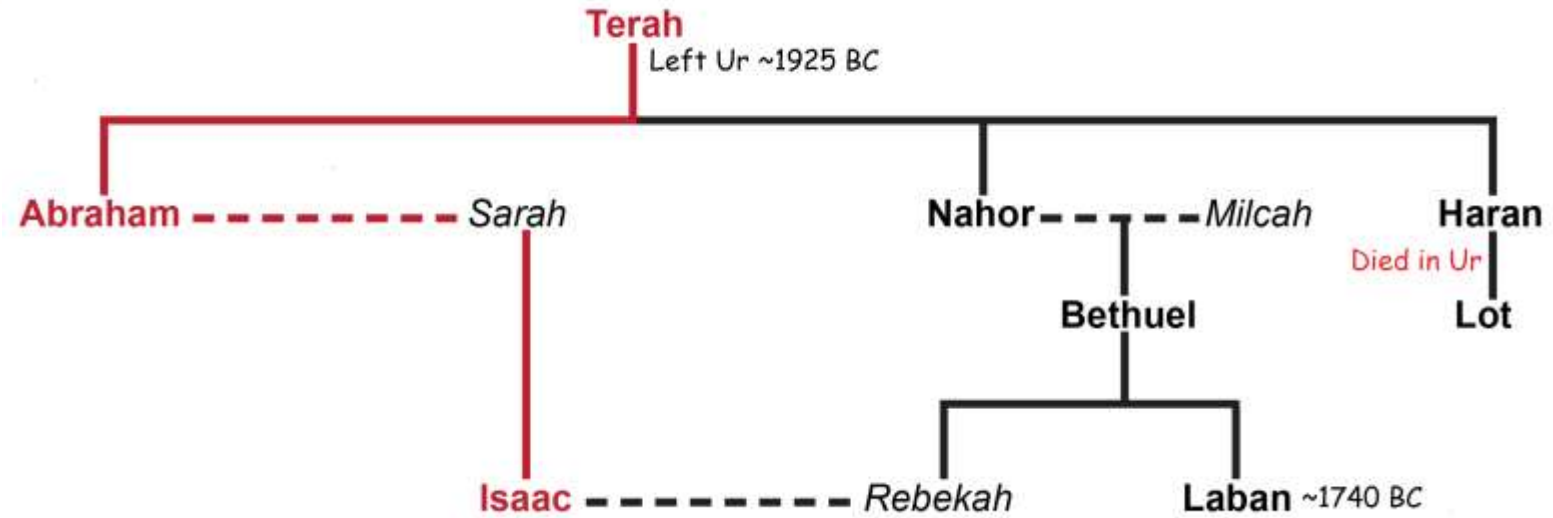 Terah
Left Ur ~1925 BC
Abraham
Sarah
Nahor
Milcah
Haran
Died in Ur
Bethuel
Lot
Isaac
Rebekah
Laban ~1740 BC